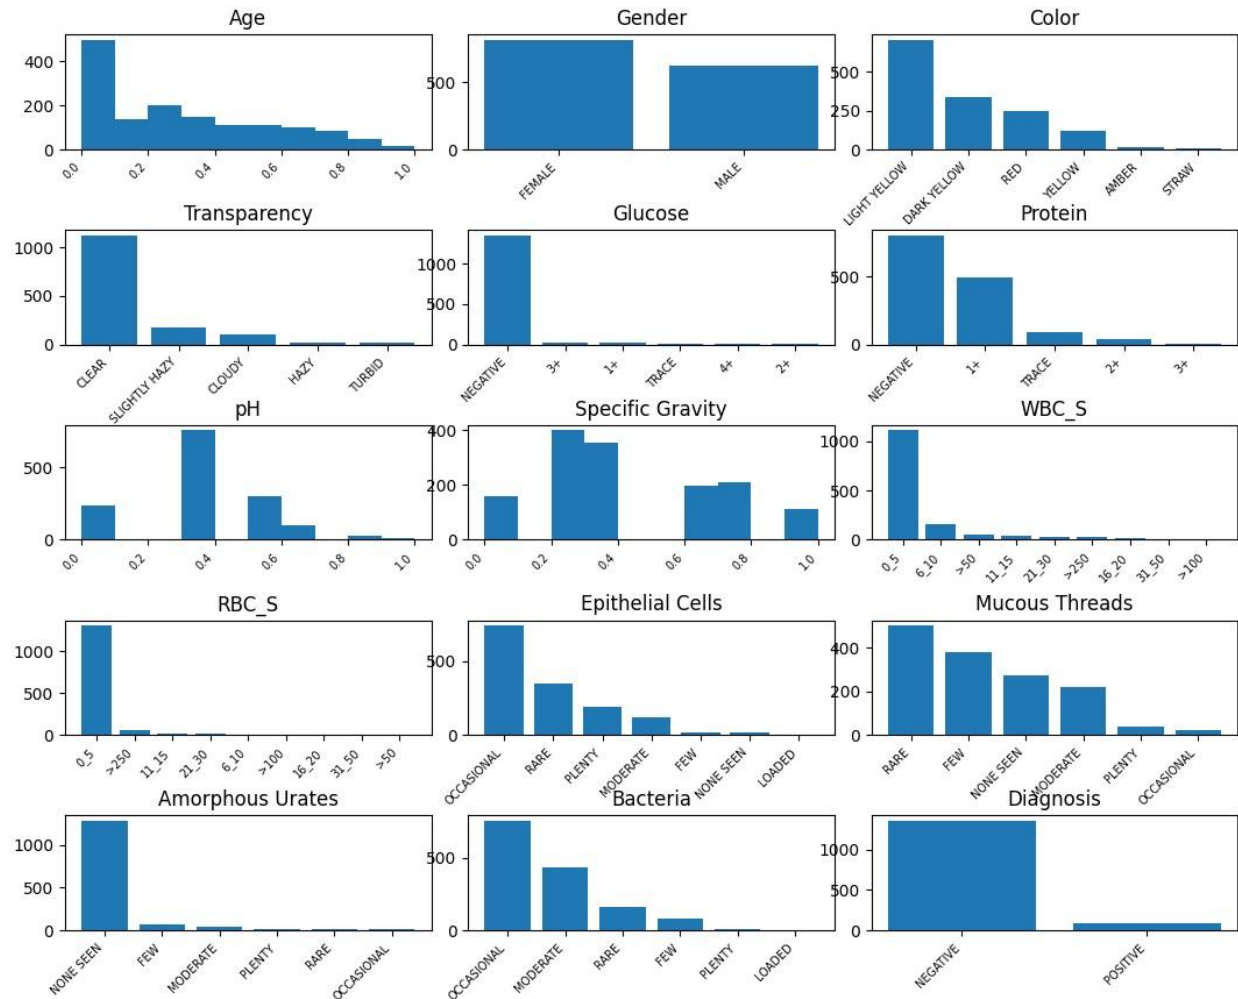 Age
Gender
Color
400
200
0
0.0
0.2
0.4
0.6
0.8
1.0
500
0
FEMALE
MALE
500
250
0
LIGHT YELLOW
DARK YELLOW
RED
YELLOW
AMBER
STRAW
Transparency
Glucose
Protein
1000
500
0
CLEAR
SLIGHTLY HAZY
CLOUDY
HAZY
TURBID
1000
500
0
NEGATIVE
3+
1+
TRACE
4+
2+
500
0
NEGATIVE
1+
TRACE
2+
3+
pH
Specific Gravity
WBC_S
500
0
0.0
0.2
0.4
0.6
0.8
1.0
400
200
0
0.0
0.2
0.4
0.6
0.8
1.0
1000
500
0
0_5
6_10
>50
11_15
21_30
>250
16_20
31_50
>100
RBC_S
Epithelial Cells
Mucous Threads
1000
500
0
0_5
>250
11_15
21_30
6_10
>100
16_20
31_50
>50
500
0
OCCASIONAL
RARE
PLENTY
MODERATE
FEW
NONE SEEN
LOADED
400
200
0
RARE
FEW
NONE SEEN
MODERATE
PLENTY
OCCASIONAL
Amorphous Urates
Bacteria
Diagnosis
1000
500
0
NONE SEEN
FEW
MODERATE
PLENTY
RARE
OCCASIONAL
500
0
OCCASIONAL
MODERATE
RARE
FEW
PLENTY
LOADED
1000
500
0
NEGATIVE
POSITIVE